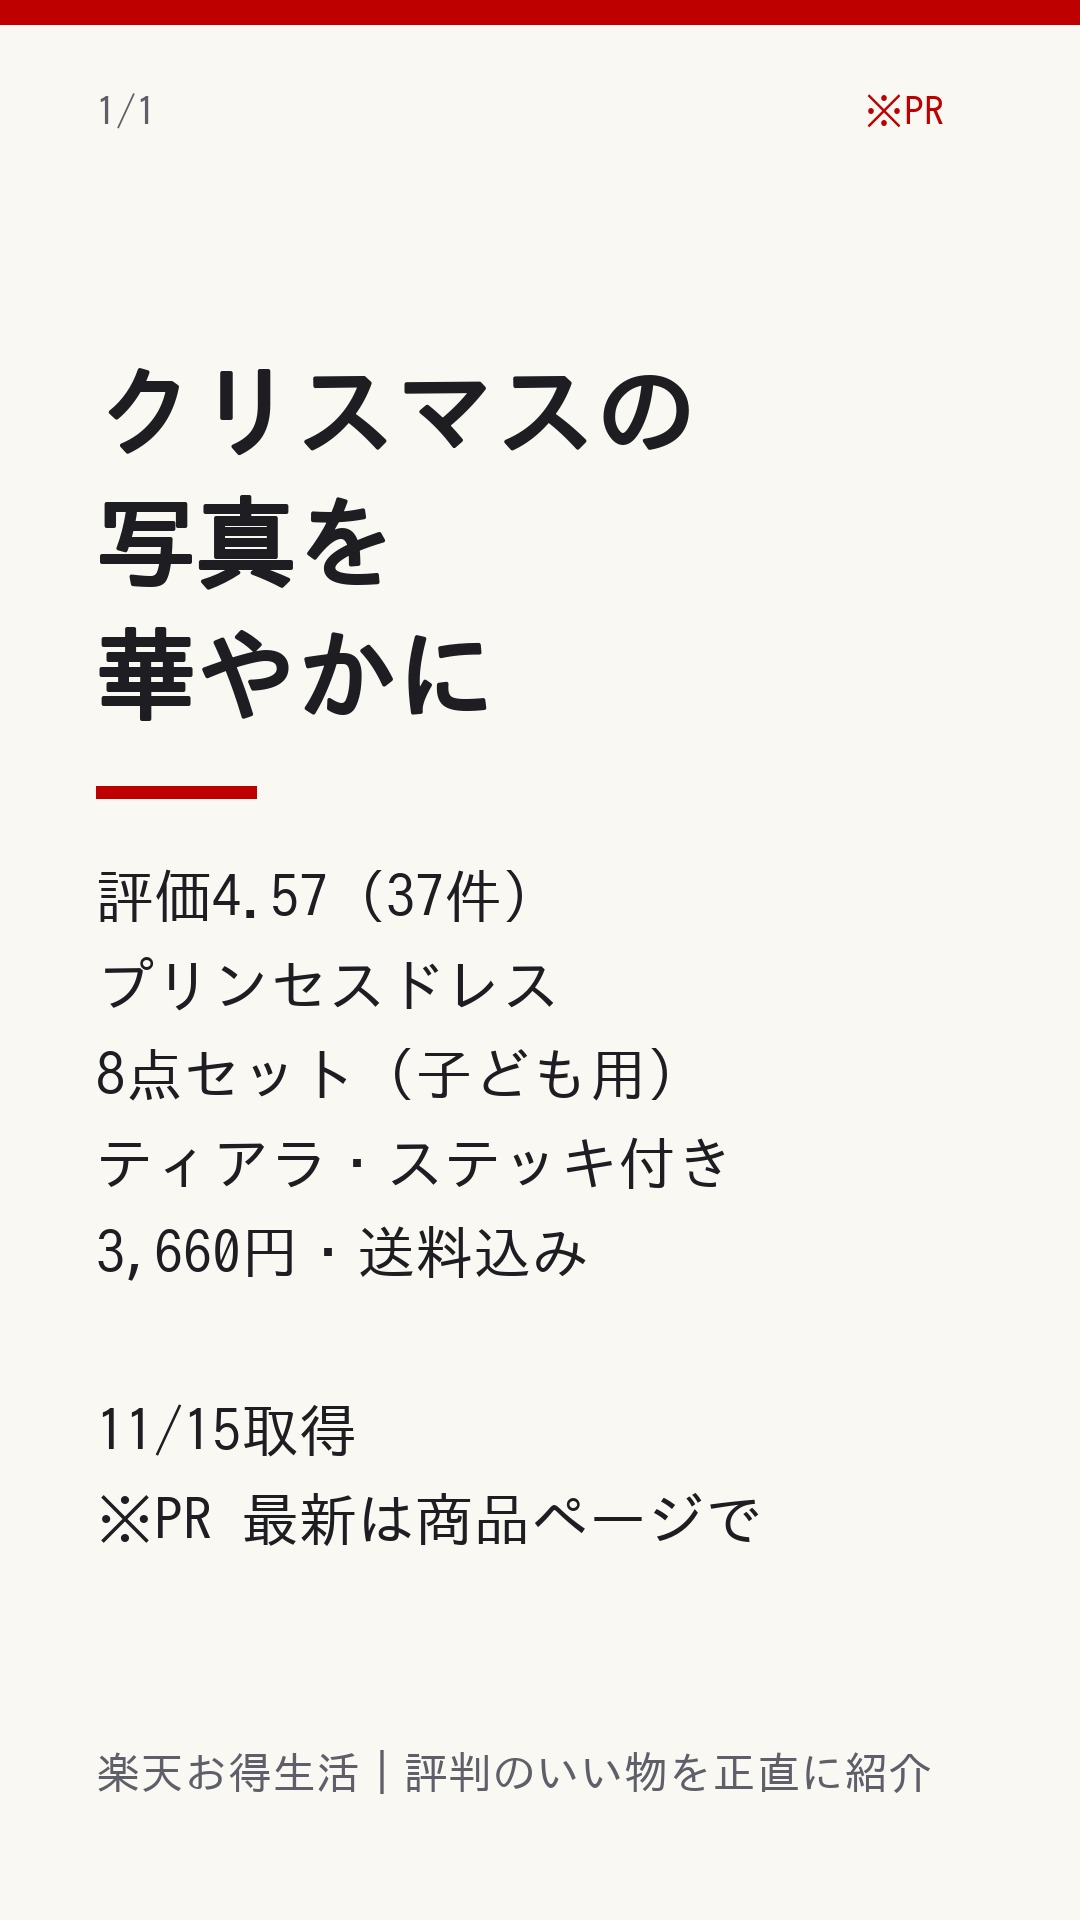 1/1
※PR
クリスマスの
写真を
華やかに
評価4.57（37件）
プリンセスドレス
8点セット（子ども用）
ティアラ・ステッキ付き
3,660円・送料込み
11/15取得
※PR 最新は商品ページで
楽天お得生活｜評判のいい物を正直に紹介